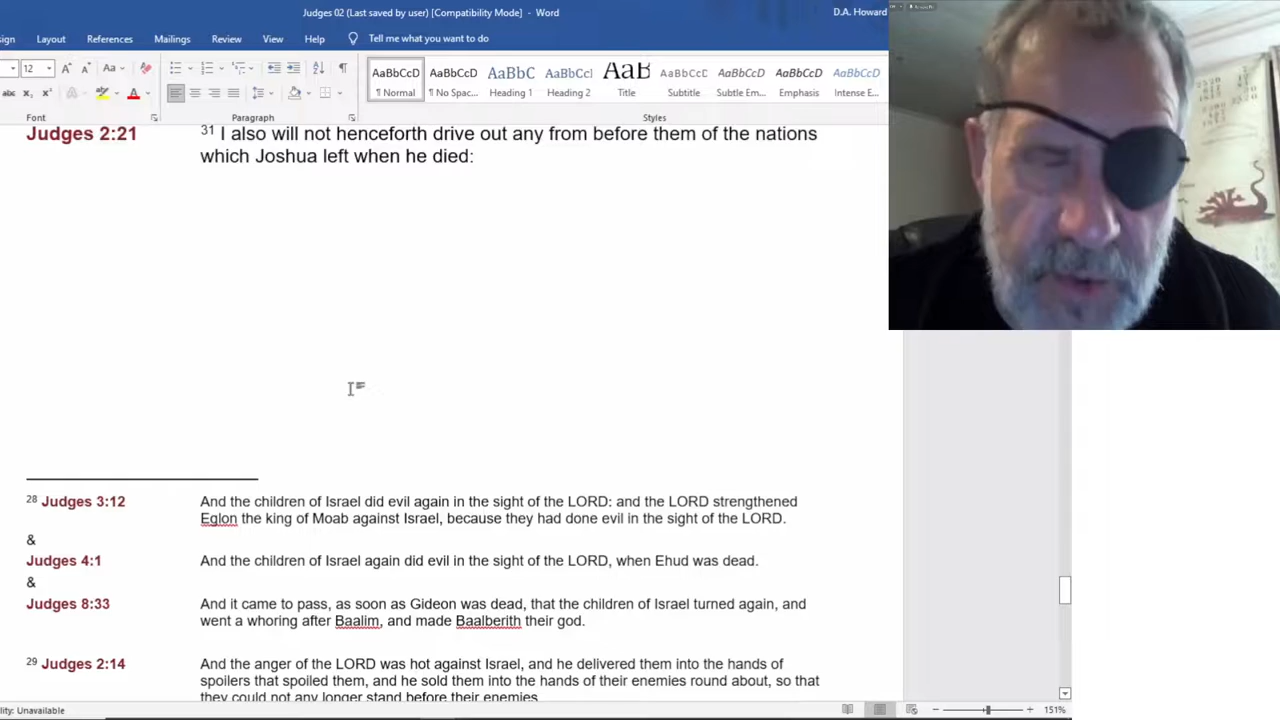 Judges 02 (Last saved by user) [Compatibility Mode] - Word
D.A. Howard
sign Layout References Mailings Review View Help Tell me what you want to do
12 Aa
AaBbCcD AaBbCcD AaBbC AaBbCcI AaB AaBbCcD AaBbCcD AaBbCcD AaBbCcD
abc x₂ x² A A
¶ Normal ¶ No Spac... Heading 1 Heading 2 Title Subtitle Subtle Em... Emphasis Intense E...
Font Paragraph Styles
Judges 2:21 31 I also will not henceforth drive out any from before them of the nations
which Joshua left when he died:
28 Judges 3:12 And the children of Israel did evil again in the sight of the LORD: and the LORD strengthened
Eglon the king of Moab against Israel, because they had done evil in the sight of the LORD.
&
Judges 4:1 And the children of Israel again did evil in the sight of the LORD, when Ehud was dead.
&
Judges 8:33 And it came to pass, as soon as Gideon was dead, that the children of Israel turned again, and
went a whoring after Baalim, and made Baalberith their god.
29 Judges 2:14 And the anger of the LORD was hot against Israel, and he delivered them into the hands of
spoilers that spoiled them, and he sold them into the hands of their enemies round about, so that
they could not any longer stand before their enemies
lity: Unavailable
151%